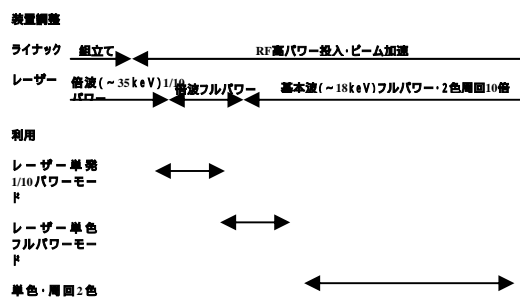 装置調整
ライナック 組立て RF高パワー投入・ビーム加速
レーザー 倍波(～35keV)1/10パワー 倍波フルパワー 基本波(～18keV)フルパワー・2色周回10倍
利用
レーザー単発
1/10パワーモー
ド
レーザー単色
フルパワーモー
ド
単色・周回2色